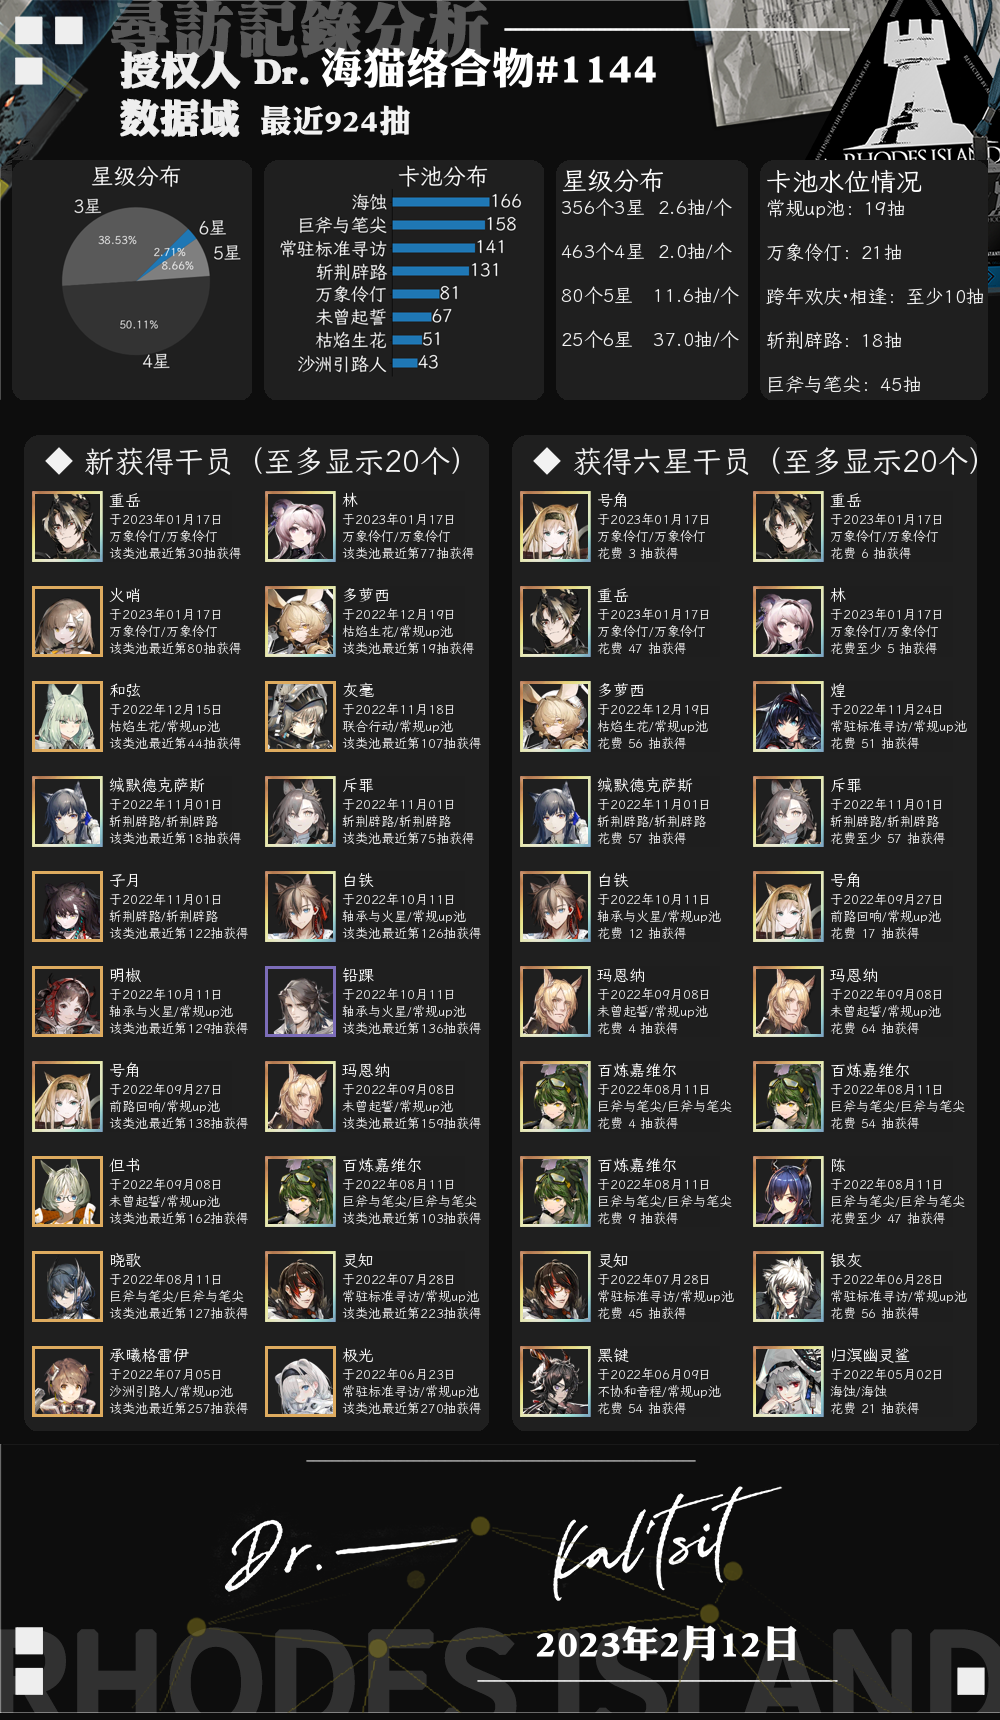 尋訪記錄分析
授权人 Dr. 海猫络合物#1144
数据域 最近924抽
RHODES ISLAND
星级分布
3星
6星
5星
4星
38.53%
2.71%
8.66%
50.11%
卡池分布
海蚀 166
巨斧与笔尖 158
常驻标准寻访 141
斩荆辟路 131
万象伶仃 81
未曾起誓 67
枯焰生花 51
沙洲引路人 43
星级分布
356个3星 2.6抽/个
463个4星 2.0抽/个
80个5星 11.6抽/个
25个6星 37.0抽/个
卡池水位情况
常规up池：19抽
万象伶仃：21抽
跨年欢庆·相逢：至少10抽
斩荆辟路：18抽
巨斧与笔尖：45抽
◆ 新获得干员（至多显示20个）
重岳
于2023年01月17日
万象伶仃/万象伶仃
该类池最近第30抽获得
林
于2023年01月17日
万象伶仃/万象伶仃
该类池最近第77抽获得
火哨
于2023年01月17日
万象伶仃/万象伶仃
该类池最近第80抽获得
多萝西
于2022年12月19日
枯焰生花/常规up池
该类池最近第19抽获得
和弦
于2022年12月15日
枯焰生花/常规up池
该类池最近第44抽获得
灰毫
于2022年11月18日
联合行动/常规up池
该类池最近第107抽获得
缄默德克萨斯
于2022年11月01日
斩荆辟路/斩荆辟路
该类池最近第18抽获得
斥罪
于2022年11月01日
斩荆辟路/斩荆辟路
该类池最近第75抽获得
子月
于2022年11月01日
斩荆辟路/斩荆辟路
该类池最近第122抽获得
白铁
于2022年10月11日
轴承与火星/常规up池
该类池最近第126抽获得
明椒
于2022年10月11日
轴承与火星/常规up池
该类池最近第129抽获得
铅踝
于2022年10月11日
轴承与火星/常规up池
该类池最近第136抽获得
号角
于2022年09月27日
前路回响/常规up池
该类池最近第138抽获得
玛恩纳
于2022年09月08日
未曾起誓/常规up池
该类池最近第159抽获得
但书
于2022年09月08日
未曾起誓/常规up池
该类池最近第162抽获得
百炼嘉维尔
于2022年08月11日
巨斧与笔尖/巨斧与笔尖
该类池最近第103抽获得
晓歌
于2022年08月11日
巨斧与笔尖/巨斧与笔尖
该类池最近第127抽获得
灵知
于2022年07月28日
常驻标准寻访/常规up池
该类池最近第223抽获得
承曦格雷伊
于2022年07月05日
沙洲引路人/常规up池
该类池最近第257抽获得
极光
于2022年06月23日
常驻标准寻访/常规up池
该类池最近第270抽获得
◆ 获得六星干员（至多显示20个）
号角
于2023年01月17日
万象伶仃/万象伶仃
花费 3 抽获得
重岳
于2023年01月17日
万象伶仃/万象伶仃
花费 6 抽获得
重岳
于2023年01月17日
万象伶仃/万象伶仃
花费 47 抽获得
林
于2023年01月17日
万象伶仃/万象伶仃
花费至少 5 抽获得
多萝西
于2022年12月19日
枯焰生花/常规up池
花费 56 抽获得
煌
于2022年11月24日
常驻标准寻访/常规up池
花费 51 抽获得
缄默德克萨斯
于2022年11月01日
斩荆辟路/斩荆辟路
花费 57 抽获得
斥罪
于2022年11月01日
斩荆辟路/斩荆辟路
花费至少 57 抽获得
白铁
于2022年10月11日
轴承与火星/常规up池
花费 12 抽获得
号角
于2022年09月27日
前路回响/常规up池
花费 17 抽获得
玛恩纳
于2022年09月08日
未曾起誓/常规up池
花费 4 抽获得
玛恩纳
于2022年09月08日
未曾起誓/常规up池
花费 64 抽获得
百炼嘉维尔
于2022年08月11日
巨斧与笔尖/巨斧与笔尖
花费 4 抽获得
百炼嘉维尔
于2022年08月11日
巨斧与笔尖/巨斧与笔尖
花费 54 抽获得
百炼嘉维尔
于2022年08月11日
巨斧与笔尖/巨斧与笔尖
花费 9 抽获得
陈
于2022年08月11日
巨斧与笔尖/巨斧与笔尖
花费至少 47 抽获得
灵知
于2022年07月28日
常驻标准寻访/常规up池
花费 45 抽获得
银灰
于2022年06月28日
常驻标准寻访/常规up池
花费 56 抽获得
黑键
于2022年06月09日
不协和音程/常规up池
花费 54 抽获得
归溟幽灵鲨
于2022年05月02日
海蚀/海蚀
花费 21 抽获得
Dr. — Kal'tsit
2023年2月12日
RHODES ISLAND